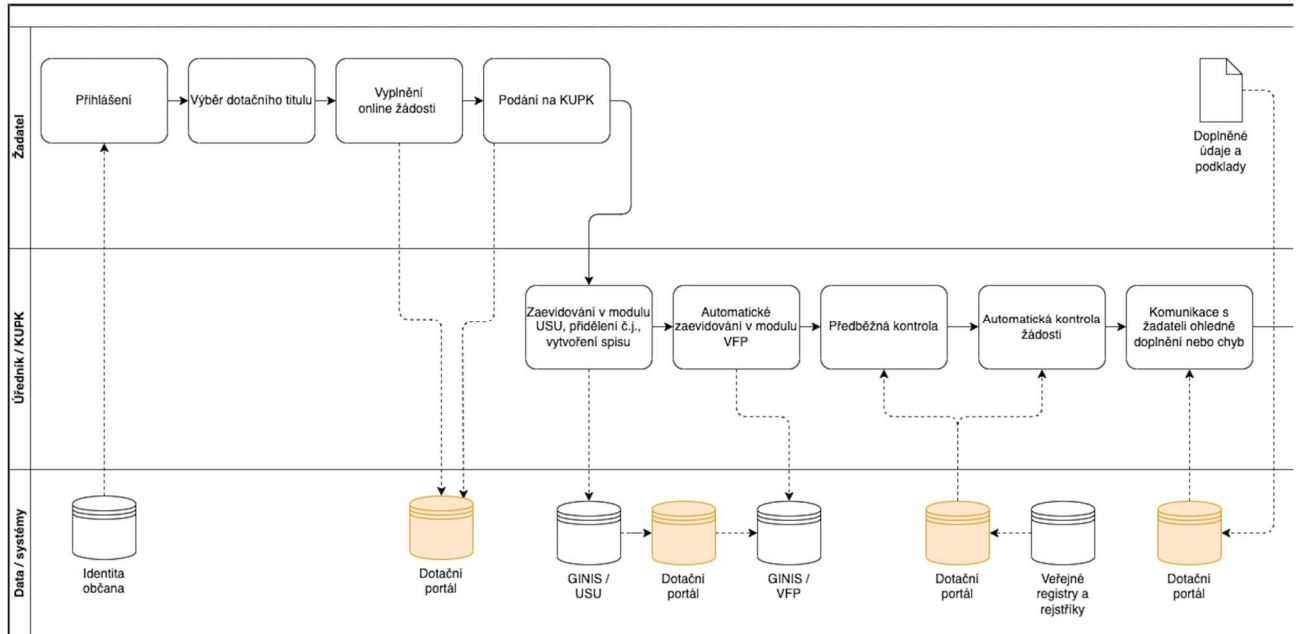 Žadatel
Přihlášení
Výběr dotačního titulu
Vyplnění
online žádosti
Podání na KUPK
Doplněné
údaje a
podklady
Úředník / KUPK
Zaevidování v modulu
USU, přidělení č.j.,
vytvoření spisu
Automatické
zaevidování v modulu
VFP
Předběžná kontrola
Automatická kontrola
žádosti
Komunikace s
žadateli ohledně
doplnění nebo chyb
Data / systémy
Identita
občana
Dotační
portál
GINIS /
USU
Dotační
portál
GINIS /
VFP
Dotační
portál
Veřejné
registry a
rejstříky
Dotační
portál